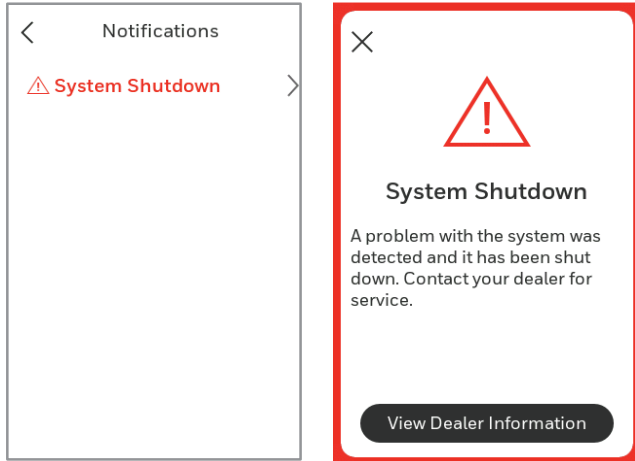 Notifications
System Shutdown
System Shutdown
A problem with the system was
detected and it has been shut
down. Contact your dealer for
service.
View Dealer Information